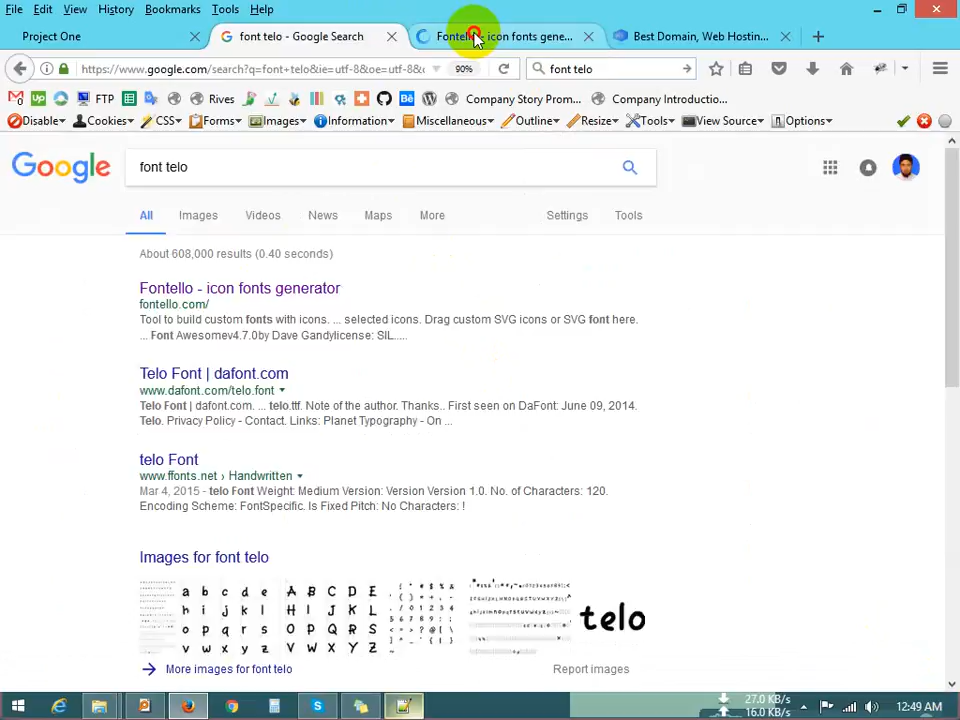 File Edit View History Bookmarks Tools Help
Project One
font telo - Google Search
Fontello - icon fonts gene...
Best Domain, Web Hostin...
https://www.google.com/search?q=font+telo&ie=utf-8&oe=utf-8&c
90%
font telo
FTP
Rives
Company Story Prom...
Company Introductio...
Disable Cookies CSS Forms Images Information Miscellaneous Outline Resize Tools View Source Options
Google
font telo
All Images Videos News Maps More Settings Tools
About 608,000 results (0.40 seconds)
Fontello - icon fonts generator
fontello.com/
Tool to build custom fonts with icons. ... selected icons. Drag custom SVG icons or SVG font here.
... Font Awesomev4.7.0by Dave Gandylicense: SIL.....
Telo Font | dafont.com
www.dafont.com/telo.font
Telo Font | dafont.com. ... telo.ttf. Note of the author. Thanks.. First seen on DaFont: June 09, 2014.
Telo. Privacy Policy - Contact. Links: Planet Typography - On ...
telo Font
www.ffonts.net › Handwritten
Mar 4, 2015 - telo Font Weight: Medium Version: Version Version 1.0. No. of Characters: 120.
Encoding Scheme: FontSpecific. Is Fixed Pitch: No Characters: !
Images for font telo
a b c d e A B C D E
h i j k l H I J K L
o p q r s O P Q R S
v w x y z V W X Y Z
telo
More images for font telo
Report images
27.0 KB/s
16.0 KB/s
12:49 AM